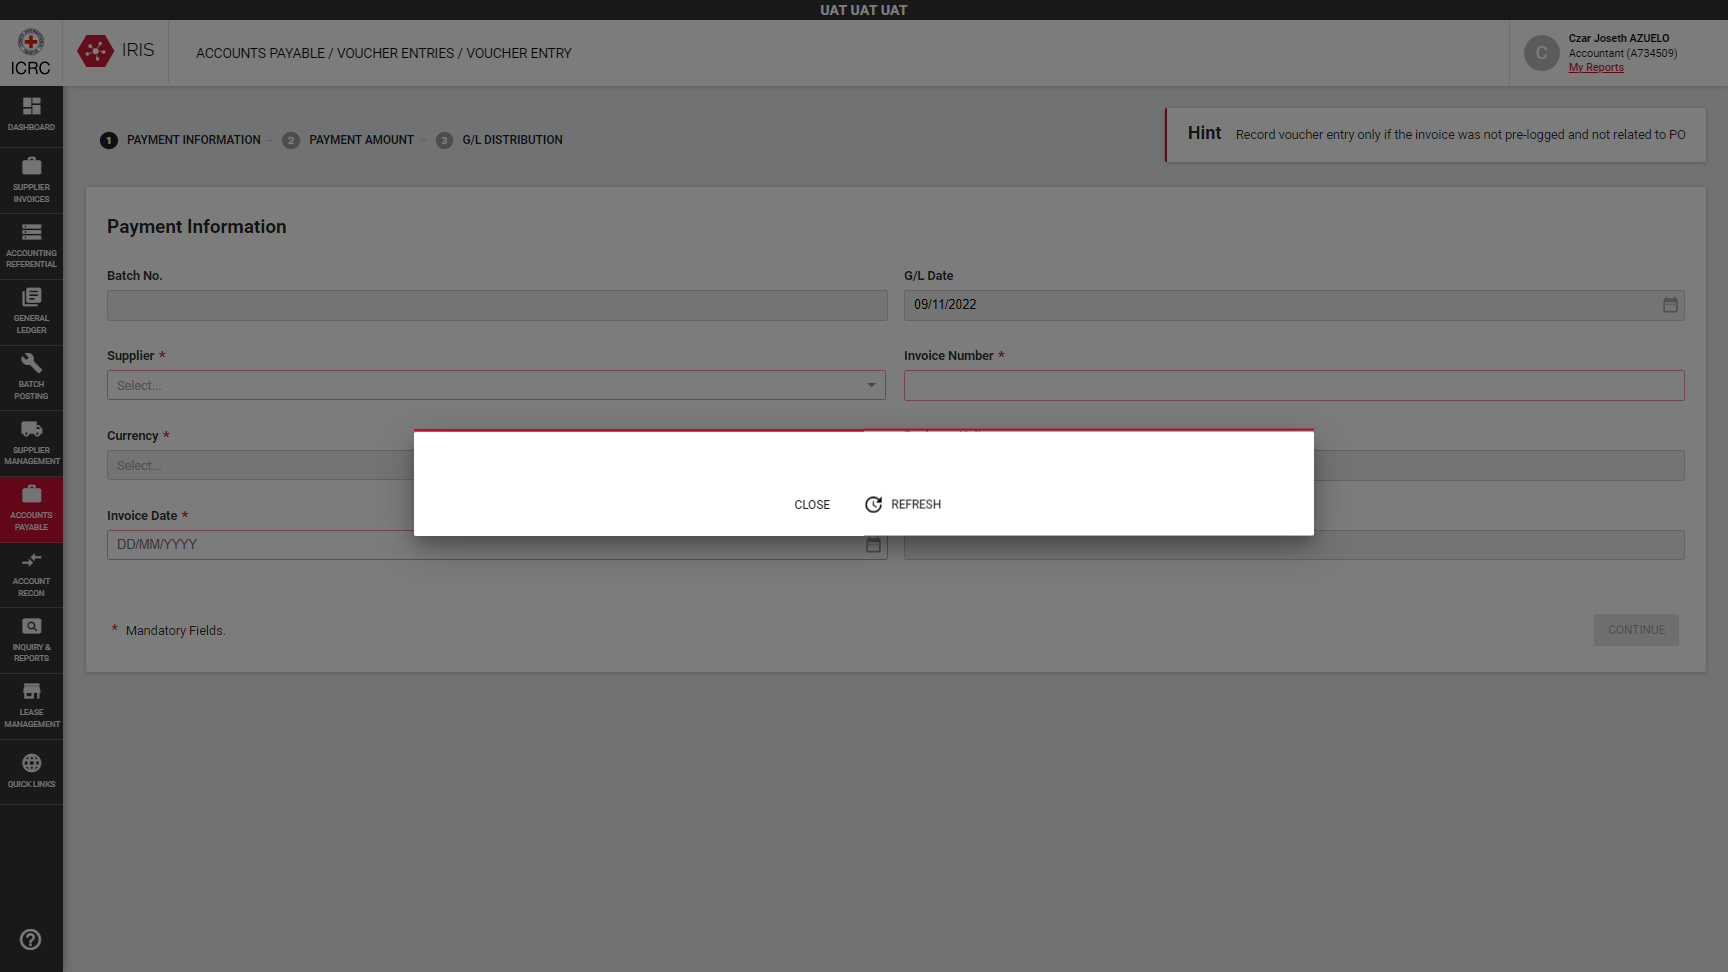 UAT UAT UAT
ICRC
IRIS
ACCOUNTS PAYABLE / VOUCHER ENTRIES / VOUCHER ENTRY
C
Czar Joseth AZUELO
Accountant (A734509)
My Reports
DASHBOARD
SUPPLIER
INVOICES
ACCOUNTING
REFERENTIAL
GENERAL
LEDGER
BATCH
POSTING
SUPPLIER
MANAGEMENT
ACCOUNTS
PAYABLE
ACCOUNT
RECON
INQUIRY &
REPORTS
LEASE
MANAGEMENT
QUICK LINKS
1 PAYMENT INFORMATION - 2 PAYMENT AMOUNT - 3 G/L DISTRIBUTION
Hint Record voucher entry only if the invoice was not pre-logged and not related to PO
Payment Information
Batch No.
G/L Date
09/11/2022
Supplier *
Select...
Invoice Number *
Currency *
Select...
Invoice Date *
DD/MM/YYYY
CLOSE
REFRESH
* Mandatory Fields.
CONTINUE